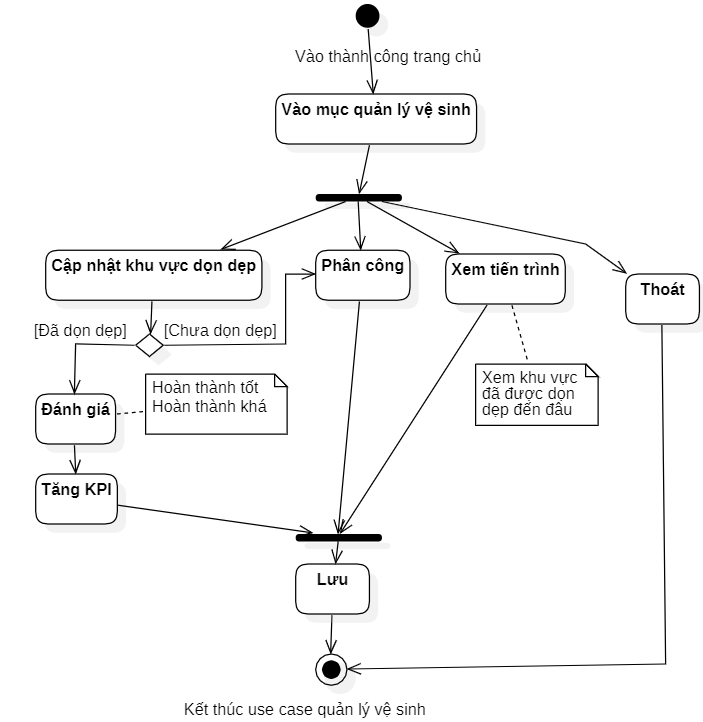 Vào thành công trang chủ
Vào mục quản lý vệ sinh
Cập nhật khu vực dọn dẹp
Phân công
Xem tiến trình
Thoát
[Đã dọn dẹp]
[Chưa dọn dẹp]
Hoàn thành tốt
Hoàn thành khá
Xem khu vực
đã được dọn
dẹp đến đâu
Đánh giá
Tăng KPI
Lưu
Kết thúc use case quản lý vệ sinh